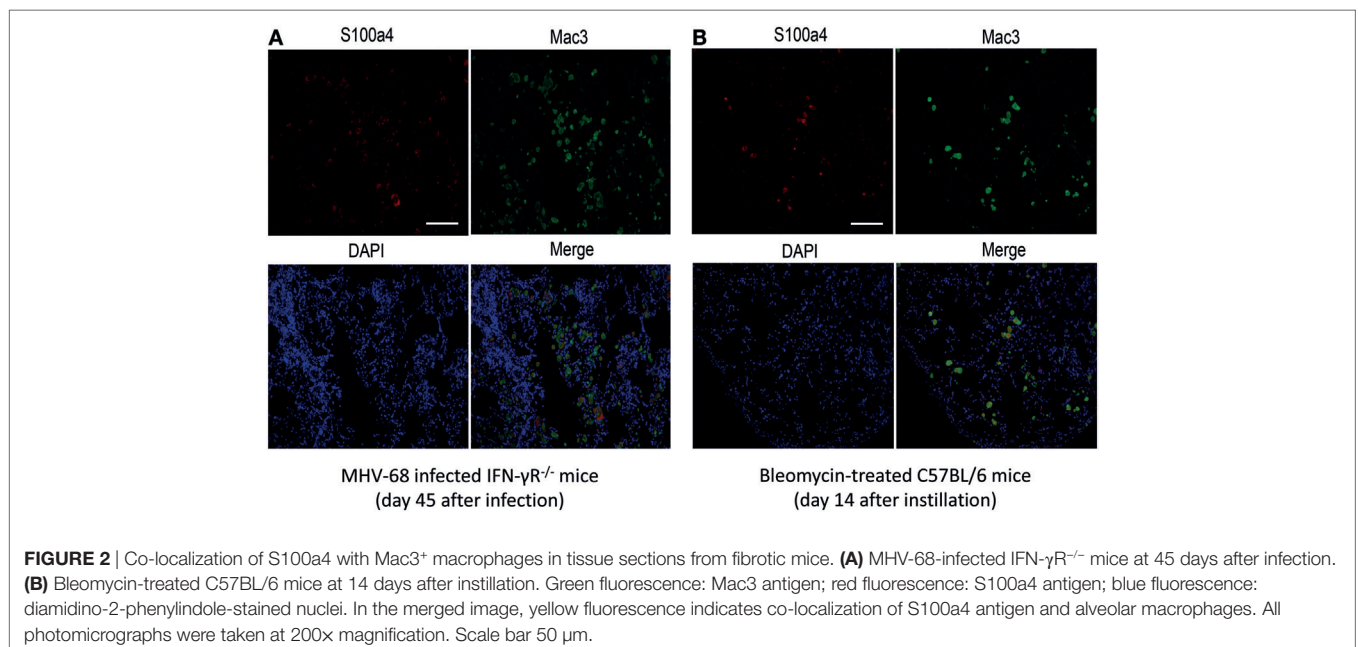 A
S100a4
Mac3
DAPI
Merge
MHV-68 infected IFN-γR-/- mice
(day 45 after infection)
B
S100a4
Mac3
DAPI
Merge
Bleomycin-treated C57BL/6 mice
(day 14 after instillation)
FIGURE 2 | Co-localization of S100a4 with Mac3⁺ macrophages in tissue sections from fibrotic mice. (A) MHV-68-infected IFN-γR⁻/⁻ mice at 45 days after infection.
(B) Bleomycin-treated C57BL/6 mice at 14 days after instillation. Green fluorescence: Mac3 antigen; red fluorescence: S100a4 antigen; blue fluorescence:
diamidino-2-phenylindole-stained nuclei. In the merged image, yellow fluorescence indicates co-localization of S100a4 antigen and alveolar macrophages. All
photomicrographs were taken at 200× magnification. Scale bar 50 μm.